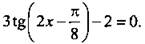 3tg(2x − π/8) − 2 = 0.